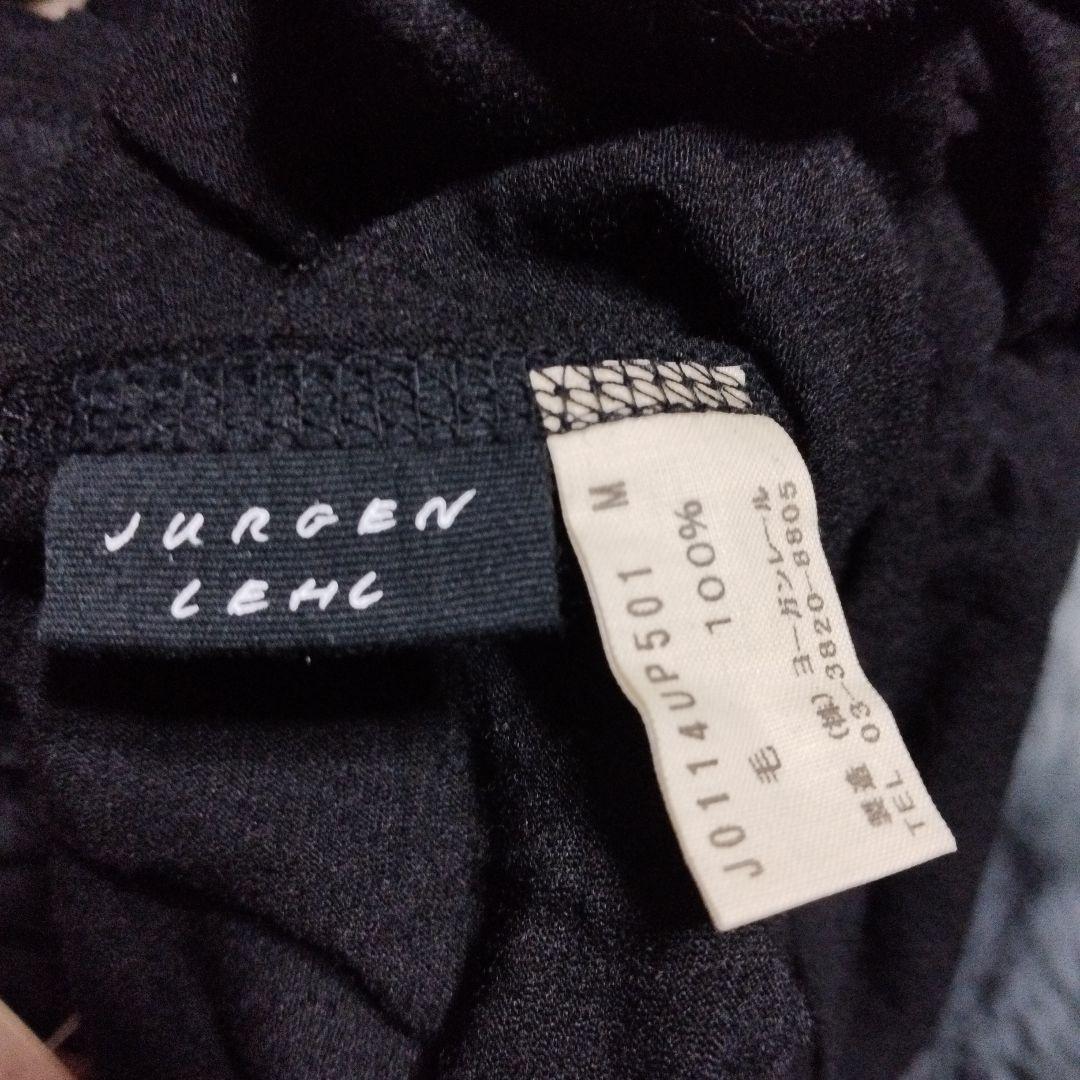 JURGEN
LEHL
J0114UP501 M
毛 100%
製造 (株) ヨーガンレール
TEL 03-3820-8805